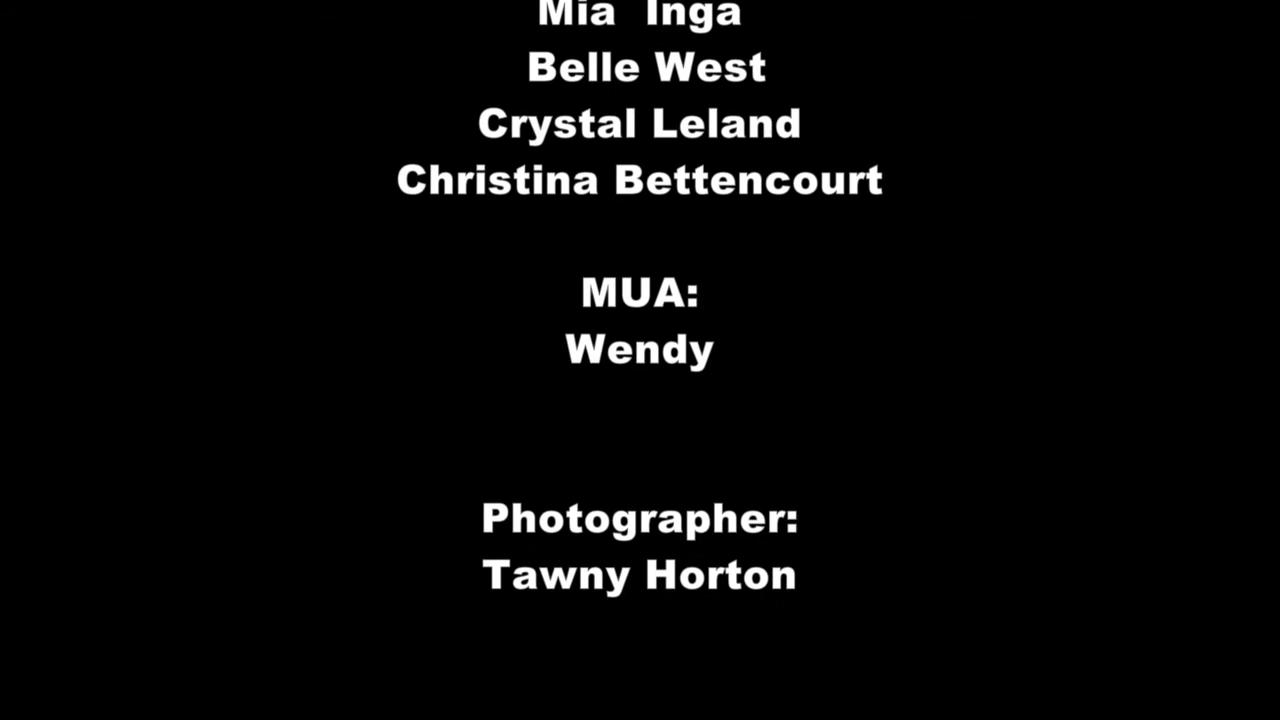 Mia  Inga
Belle West
Crystal Leland
Christina Bettencourt
MUA:
Wendy
Photographer:
Tawny Horton